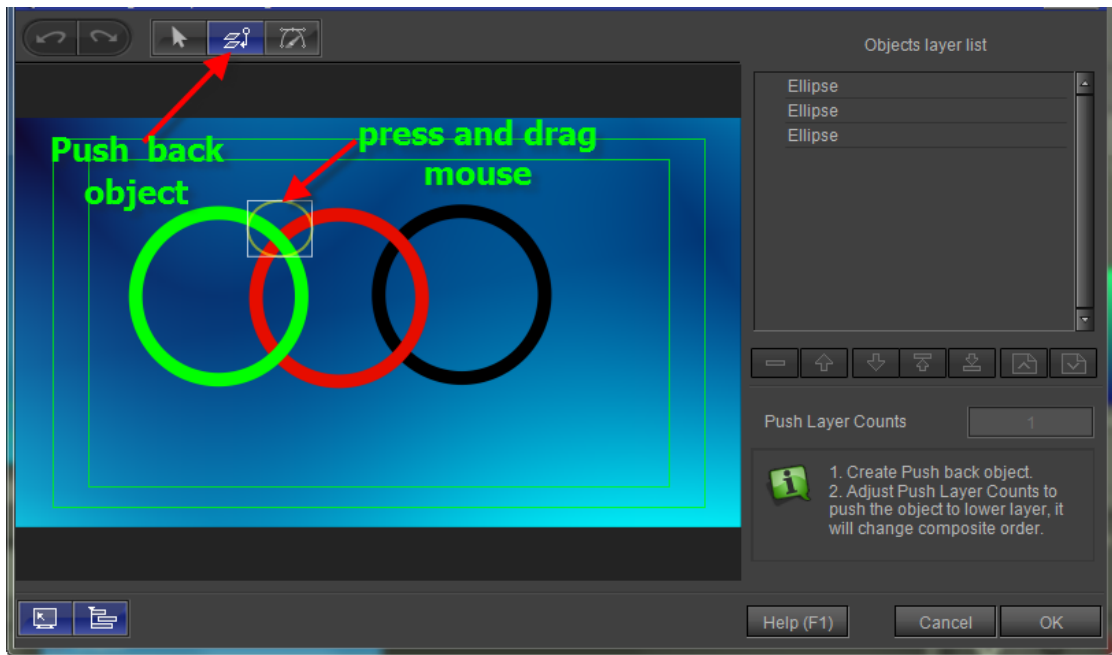 Objects layer list
Ellipse
Ellipse
Ellipse
Push back
object
press and drag
mouse
Push Layer Counts
1
1. Create Push back object.
2. Adjust Push Layer Counts to
push the object to lower layer, it
will change composite order.
Help (F1)
Cancel
OK